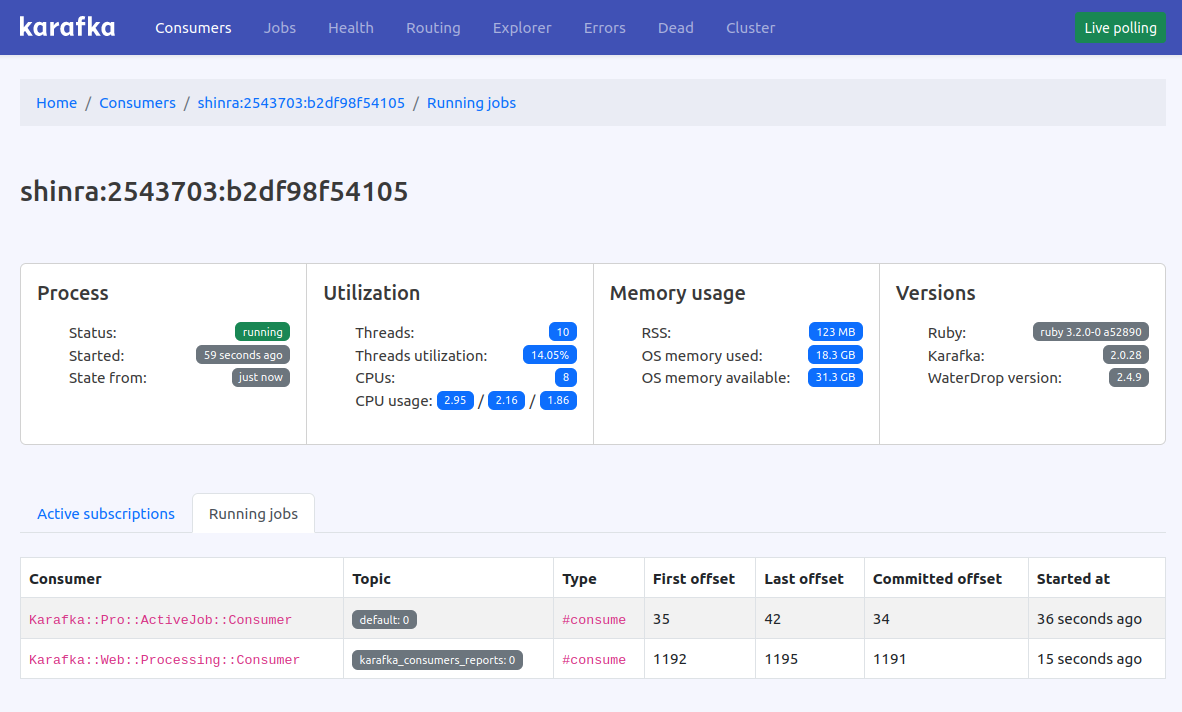 karafka Consumers Jobs Health Routing Explorer Errors Dead Cluster Live polling
Home / Consumers / shinra:2543703:b2df98f54105 / Running jobs
shinra:2543703:b2df98f54105
Process
Status: running
Started: 59 seconds ago
State from: just now
Utilization
Threads: 10
Threads utilization: 14.05%
CPUs: 8
CPU usage: 2.95 / 2.16 / 1.86
Memory usage
RSS: 123 MB
OS memory used: 18.3 GB
OS memory available: 31.3 GB
Versions
Ruby: ruby 3.2.0-0 a52890
Karafka: 2.0.28
WaterDrop version: 2.4.9
Active subscriptions Running jobs
Consumer Topic Type First offset Last offset Committed offset Started at
Karafka::Pro::ActiveJob::Consumer default: 0 #consume 35 42 34 36 seconds ago
Karafka::Web::Processing::Consumer karafka_consumers_reports: 0 #consume 1192 1195 1191 15 seconds ago